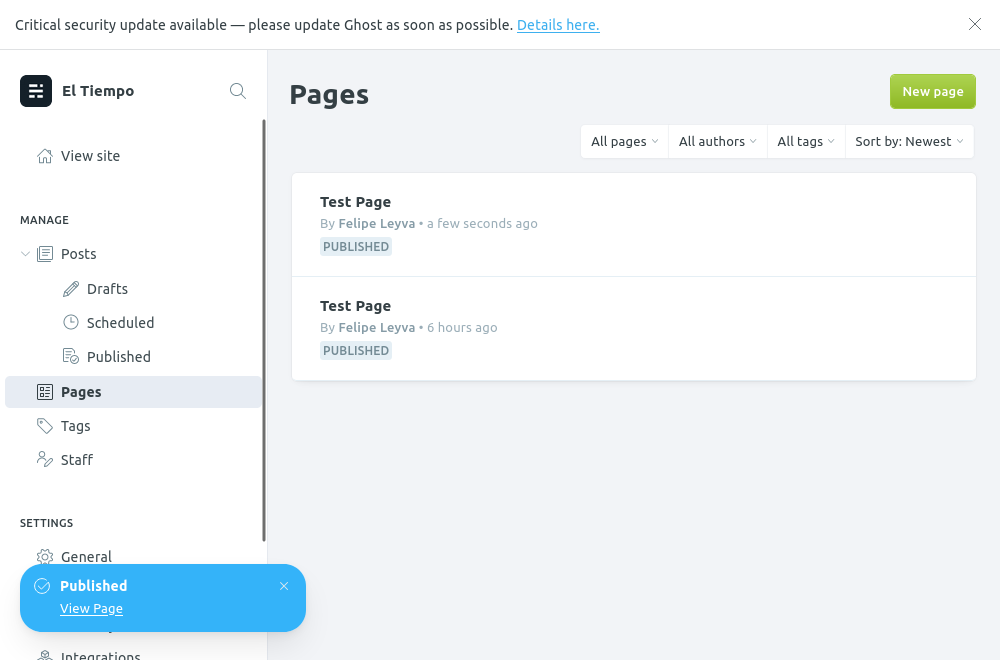 Critical security update available — please update Ghost as soon as possible. Details here.
El Tiempo
View site
MANAGE
Posts
Drafts
Scheduled
Published
Pages
Tags
Staff
SETTINGS
General
Integrations
Published
View Page
Pages
New page
All pages
All authors
All tags
Sort by: Newest
Test Page
By Felipe Leyva • a few seconds ago
PUBLISHED
Test Page
By Felipe Leyva • 6 hours ago
PUBLISHED